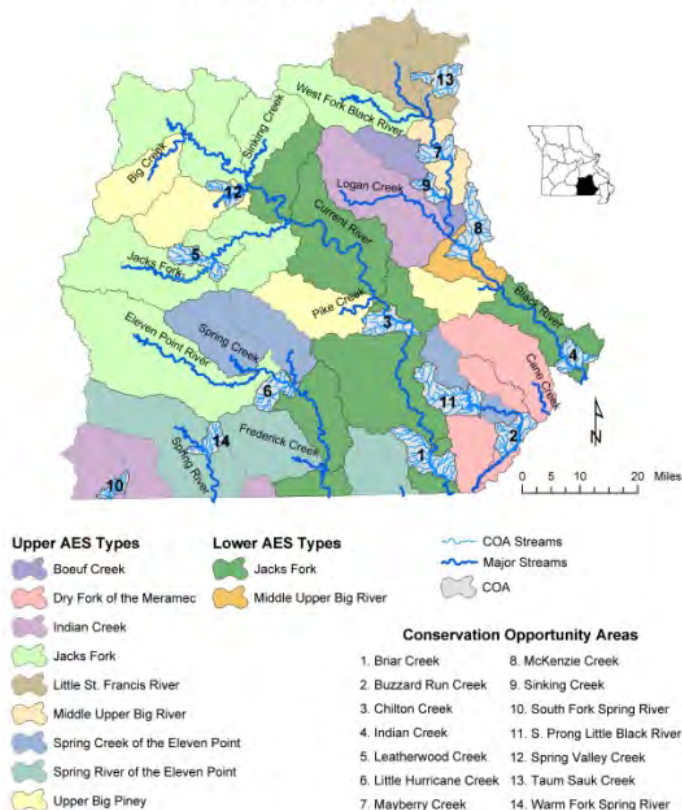 13
West Fork Black River
Sinking Creek
7
Big Creek
Logan Creek
9
12
Current River
8
5
Jacks Fork
Black River
Pike Creek
3
Spring Creek
Eleven Point River
4
Cane Creek
6
11
N
14
Frederick Creek
1
2
Spring River
10
0 5 10 20 Miles
Upper AES Types
Boeuf Creek
Dry Fork of the Meramec
Indian Creek
Jacks Fork
Little St. Francis River
Middle Upper Big River
Spring Creek of the Eleven Point
Spring River of the Eleven Point
Upper Big Piney
Lower AES Types
Jacks Fork
Middle Upper Big River
COA Streams
Major Streams
COA
Conservation Opportunity Areas
1. Briar Creek
2. Buzzard Run Creek
3. Chilton Creek
4. Indian Creek
5. Leatherwood Creek
6. Little Hurricane Creek
7. Mayberry Creek
8. McKenzie Creek
9. Sinking Creek
10. South Fork Spring River
11. S. Prong Little Black River
12. Spring Valley Creek
13. Taum Sauk Creek
14. Warm Fork Spring River